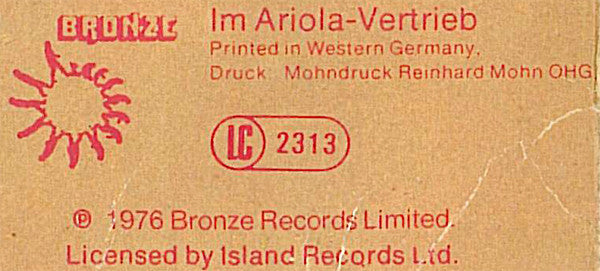 BRONZE
Im Ariola-Vertrieb
Printed in Western Germany.
Druck: Mohndruck Reinhard Mohn OHG
LC 2313
℗ 1976 Bronze Records Limited.
Licensed by Island Records Ltd.